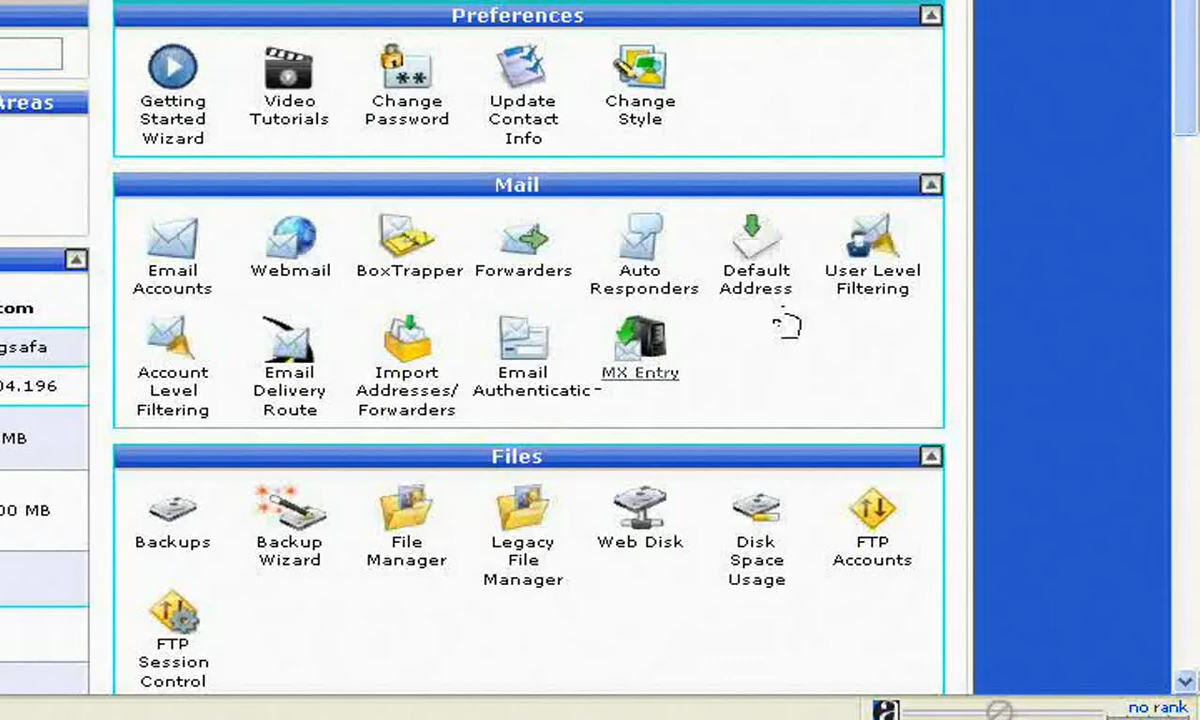 Preferences
Getting
Started
Wizard
Video
Tutorials
Change
Password
Update
Contact
Info
Change
Style
Areas
Mail
Email
Accounts
Webmail
BoxTrapper
Forwarders
Auto
Responders
Default
Address
User Level
Filtering
com
gsafa
04.196
MB
00 MB
Account
Level
Filtering
Email
Delivery
Route
Import
Addresses/
Forwarders
Email
Authenticatic
MX Entry
Files
Backups
Backup
Wizard
File
Manager
Legacy
File
Manager
Web Disk
Disk
Space
Usage
FTP
Accounts
FTP
Session
Control
no rank